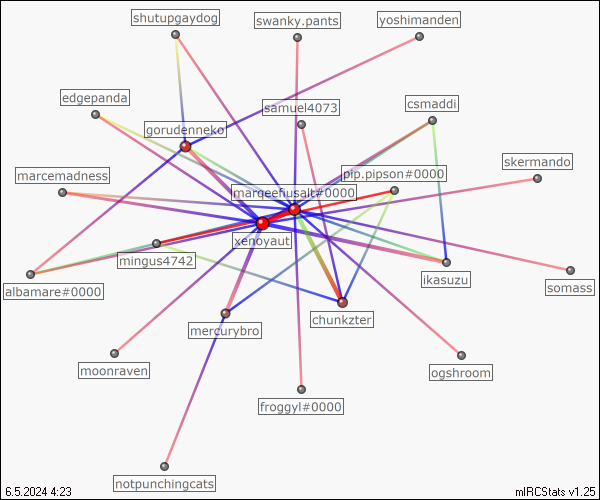 shutupgaydog
swanky.pants
yoshimanden
edgepanda
samuel4073
csmaddi
gorudenneko
marcemadness
pip.pipson#0000
skermando
margeefusalt#0000
xenoyaut
mingus4742
albamare#0000
ikasuzu
somass
mercurybro
chunkzter
moonraven
ogshroom
froggyl#0000
notpunchingcats
6.5.2024 4:23
mIRCStats v1.25